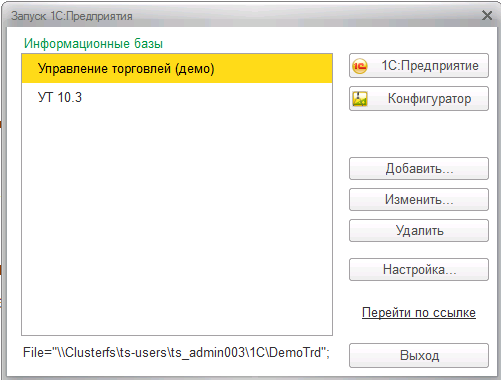 Запуск 1С:Предприятия
Информационные базы
Управление торговлей (демо)
УТ 10.3
1С:Предприятие
Конфигуратор
Добавить...
Изменить...
Удалить
Настройка...
Перейти по ссылке
File="\\Clusterfs\ts-users\ts_admin003\1C\DemoTrd";
Выход